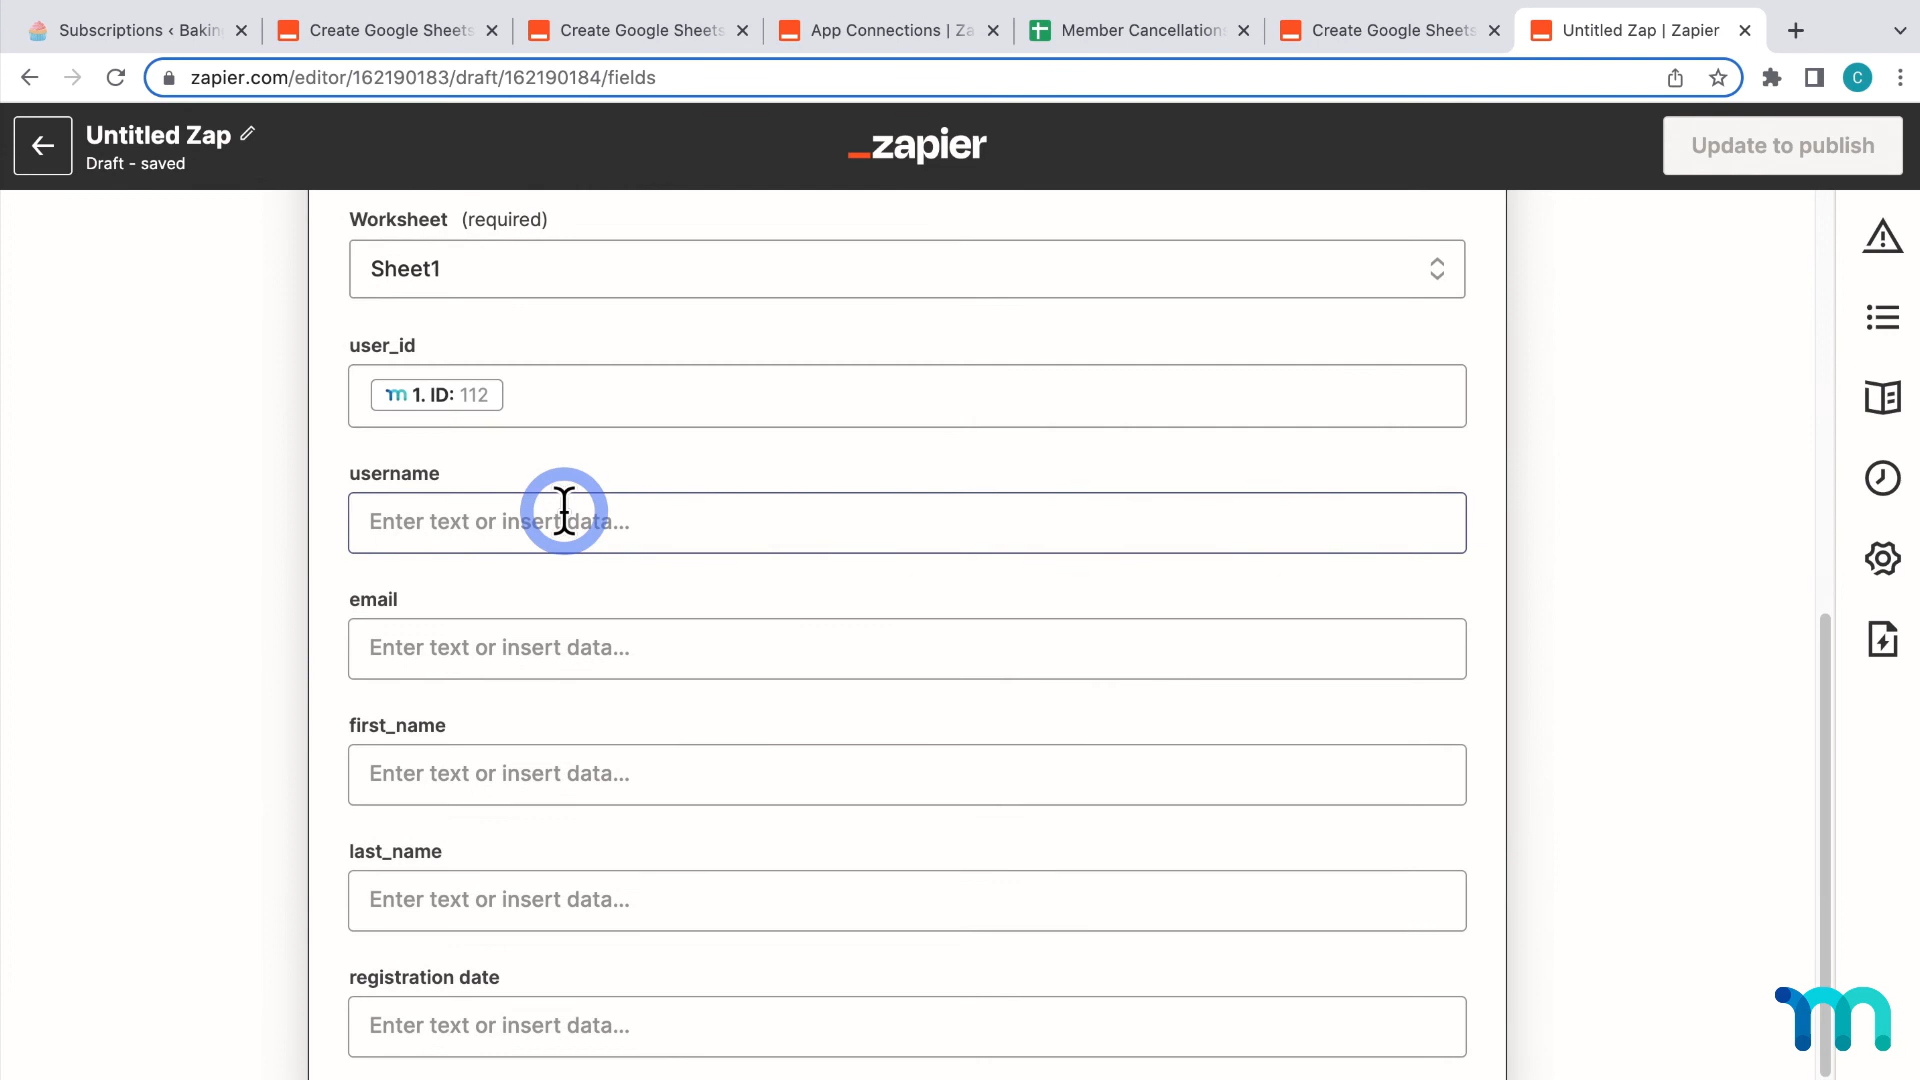 Subscriptions ‹ Bakin
Create Google Sheets
Create Google Sheets
App Connections | Za
Member Cancellations
Create Google Sheets
Untitled Zap | Zapier
zapier.com/editor/162190183/draft/162190184/fields
C
Untitled Zap
Draft - saved
zapier
Update to publish
Worksheet (required)
Sheet1
user_id
m 1. ID: 112
username
Enter text or insert data...
email
Enter text or insert data...
first_name
Enter text or insert data...
last_name
Enter text or insert data...
registration date
Enter text or insert data...
m